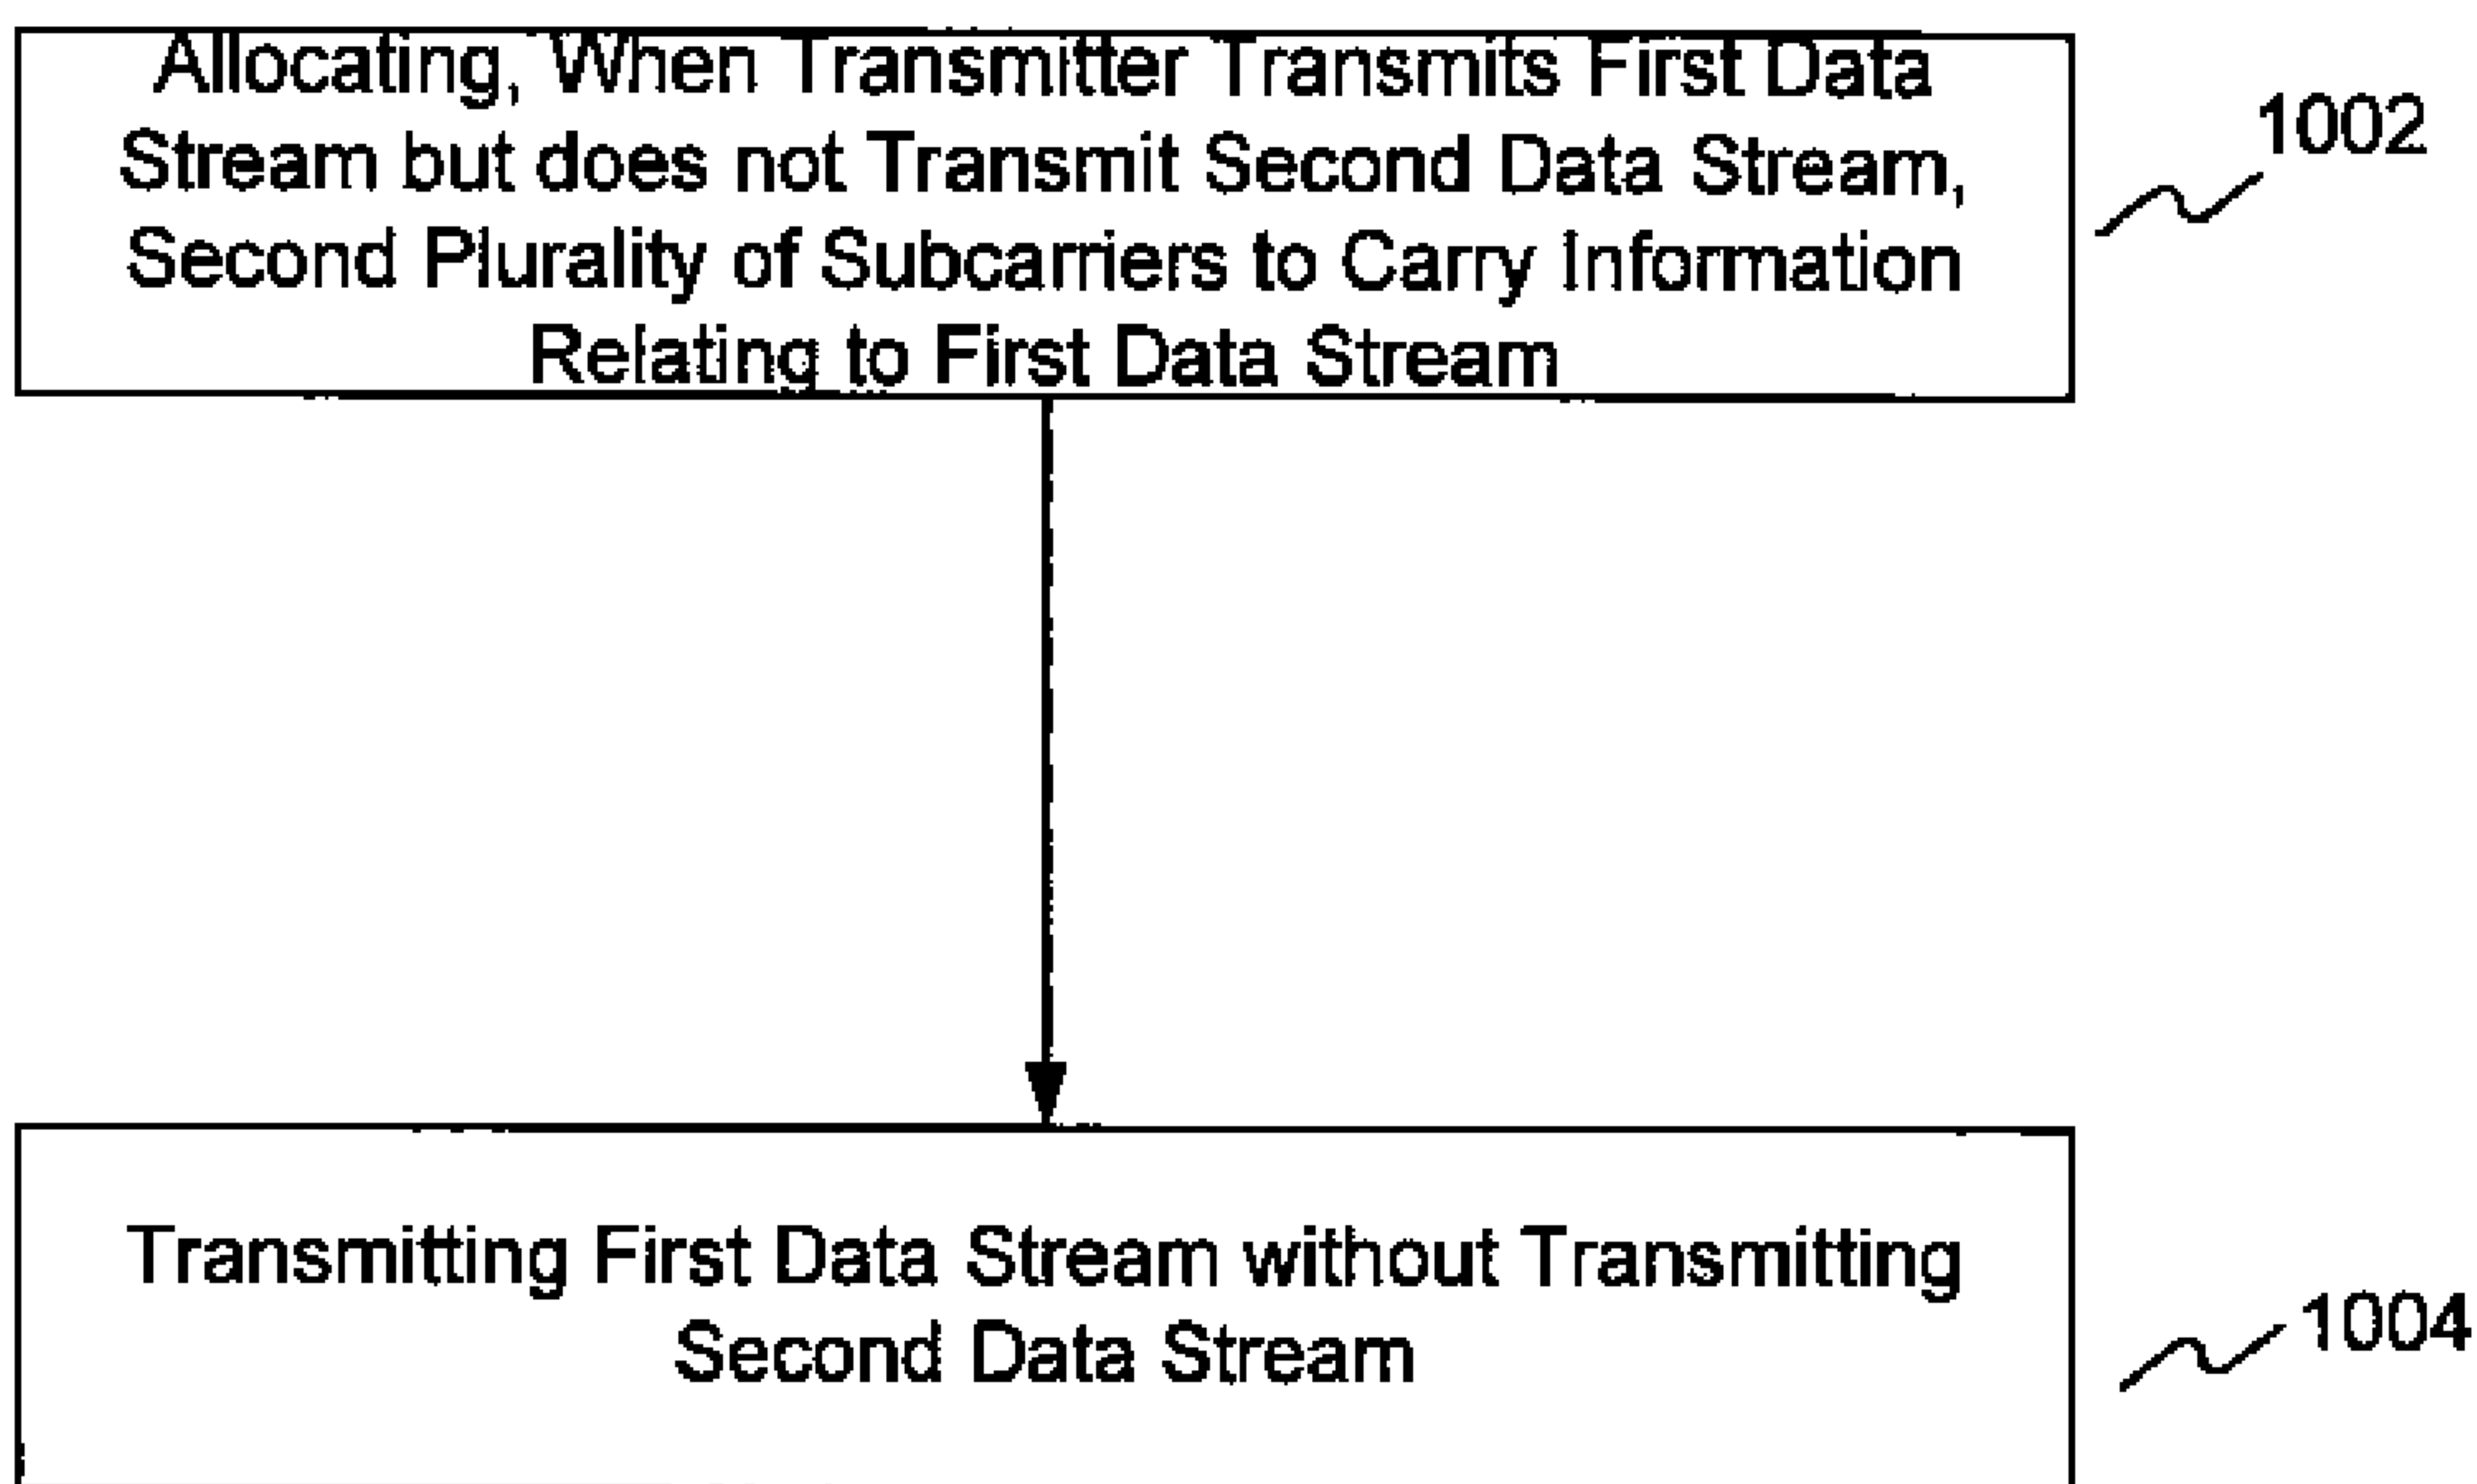 Allocating, When Transmitter Transmits First Data
Stream but does not Transmit Second Data Stream,
Second Plurality of Subcarriers to Carry Information
Relating to First Data Stream
1002
Transmitting First Data Stream without Transmitting
Second Data Stream
1004